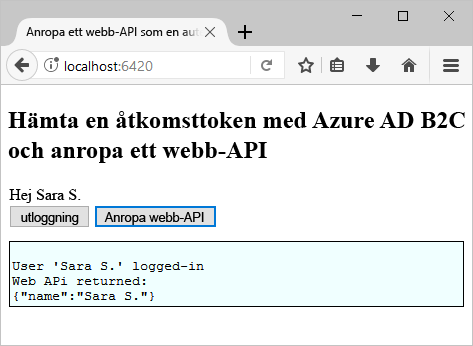 Anropa ett webb-API som en aut
localhost:6420
Hämta en åtkomsttoken med Azure AD B2C
och anropa ett webb-API
Hej Sara S.
utloggning Anropa webb-API
User 'Sara S.' logged-in
Web APi returned:
{"name":"Sara S."}